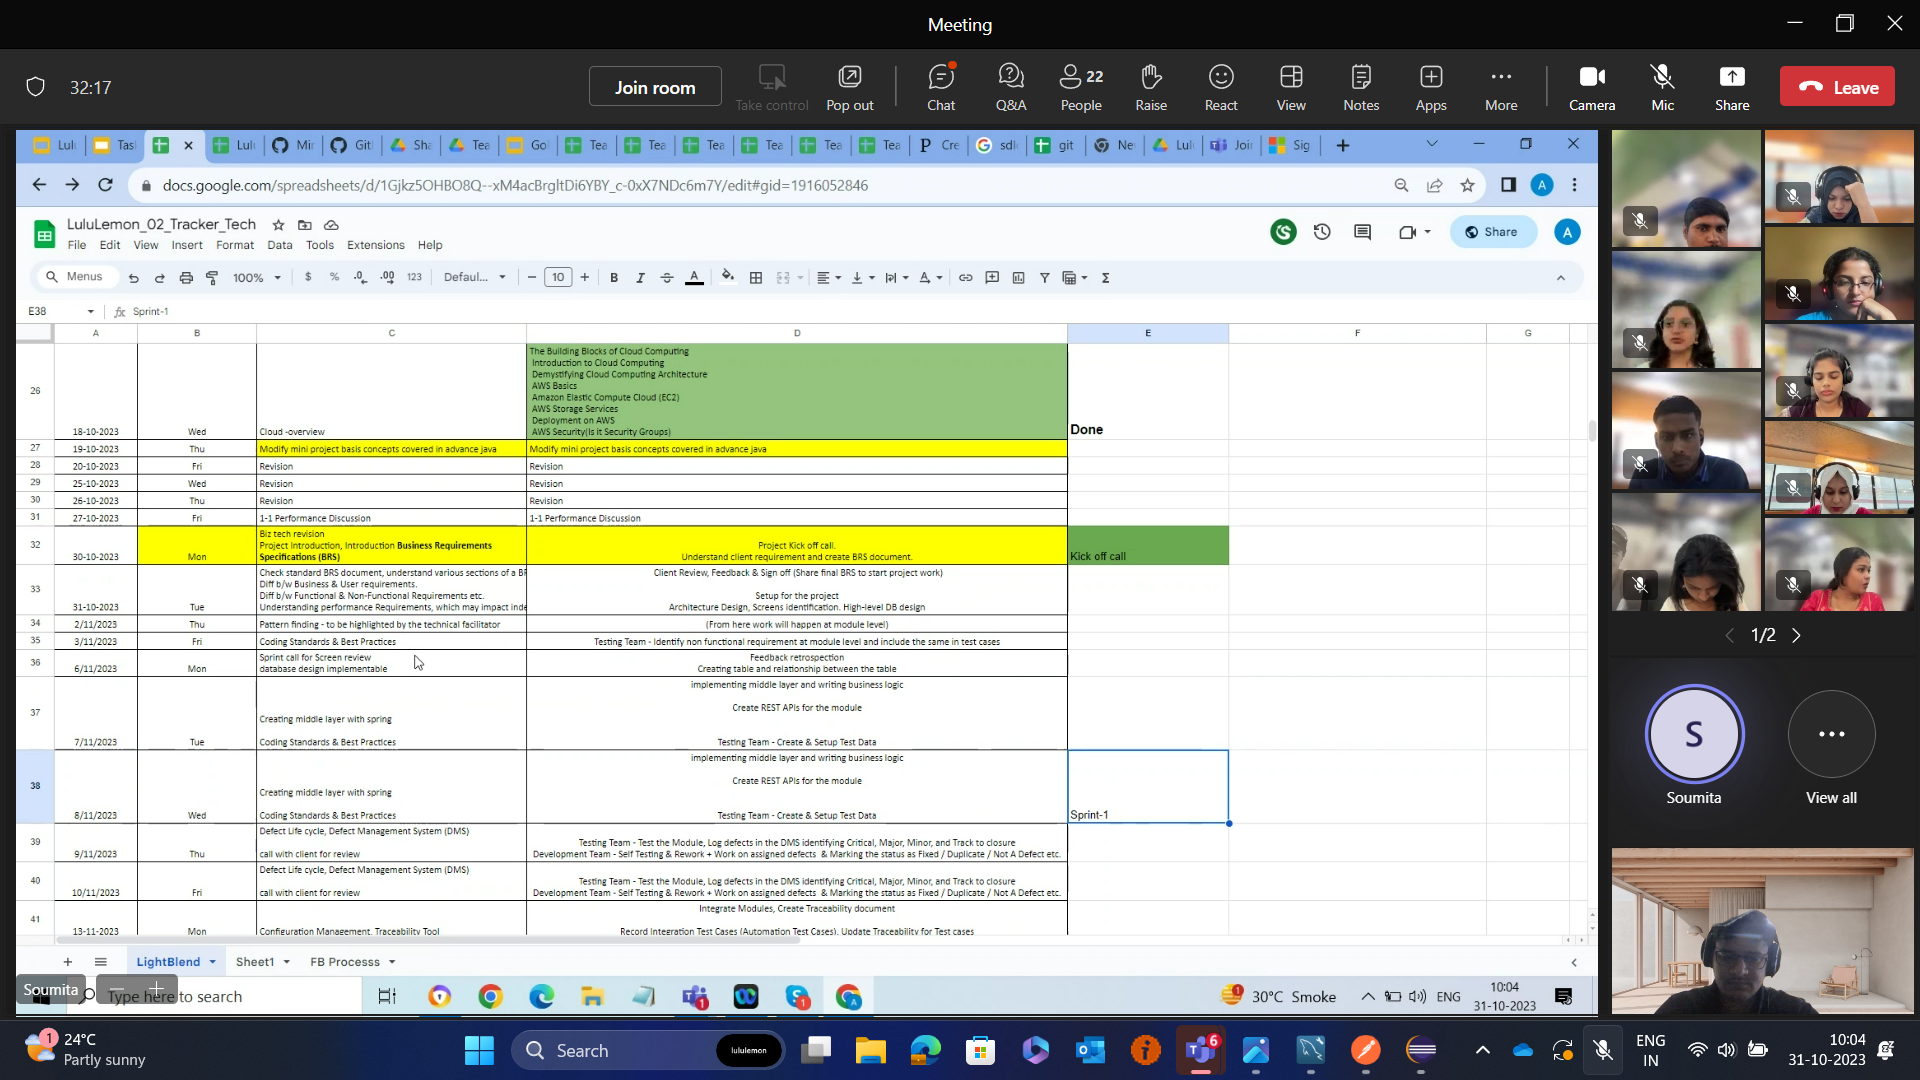 Meeting
32:17
Join room
Take control
Pop out
Chat
Q&A
People
22
Raise
React
View
Notes
Apps
More
Camera
Mic
Share
Leave
docs.google.com/spreadsheets/d/1Gjkz5OHBO8Q--xM4acBrgltDi6YBY_c-0xX7NDc6m7Y/edit#gid=1916052846
LuluLemon_02_Tracker_Tech
File Edit View Insert Format Data Tools Extensions Help
Share
A
Menus
100%
$ % .0 .00 123
Defaul...
10
B I A
E38
fx Sprint-1
A B C D E F G
The Building Blocks of Cloud Computing
Introduction to Cloud Computing
Demystifying Cloud Computing Architecture
AWS Basics
Amazon Elastic Compute Cloud (EC2)
AWS Storage Services
Deployment on AWS
AWS Security(Is it Security Groups)
26 18-10-2023 Wed Cloud -overview Done
27 19-10-2023 Thu Modify mini project basis concepts covered in advance java Modify mini project basis concepts covered in advance java
28 20-10-2023 Fri Revision Revision
29 25-10-2023 Wed Revision Revision
30 26-10-2023 Thu Revision Revision
31 27-10-2023 Fri 1-1 Performance Discussion 1-1 Performance Discussion
32 30-10-2023 Mon
Biz tech revision
Project Introduction, Introduction Business Requirements
Specifications (BRS)
Project Kick off call.
Understand client requirement and create BRS document.
Kick off call
33 31-10-2023 Tue
Check standard BRS document, understand various sections of a BR
Diff b/w Business & User requirements.
Diff b/w Functional & Non-Functional Requirements etc.
Understanding performance Requirements, which may impact inde
Client Review, Feedback & Sign off (Share final BRS to start project work)
Setup for the project
Architecture Design, Screens identification. High-level DB design
34 2/11/2023 Thu Pattern finding - to be highlighted by the technical facilitator (From here work will happen at module level)
35 3/11/2023 Fri Coding Standards & Best Practices Testing Team - Identify non functional requirement at module level and include the same in test cases
36 6/11/2023 Mon
Sprint call for Screen review
database design implementable
Feedback retrospection
Creating table and relationship between the table
37 7/11/2023 Tue
Creating middle layer with spring
Coding Standards & Best Practices
implementing middle layer and writing business logic
Create REST APIs for the module
Testing Team - Create & Setup Test Data
38 8/11/2023 Wed
Creating middle layer with spring
Coding Standards & Best Practices
implementing middle layer and writing business logic
Create REST APIs for the module
Testing Team - Create & Setup Test Data
Sprint-1
39 9/11/2023 Thu
Defect Life cycle, Defect Management System (DMS)
call with client for review
Testing Team - Test the Module, Log defects in the DMS identifying Critical, Major, Minor, and Track to closure
Development Team - Self Testing & Rework + Work on assigned defects & Marking the status as Fixed / Duplicate / Not A Defect etc.
40 10/11/2023 Fri
Defect Life cycle, Defect Management System (DMS)
call with client for review
Testing Team - Test the Module, Log defects in the DMS identifying Critical, Major, Minor, and Track to closure
Development Team - Self Testing & Rework + Work on assigned defects & Marking the status as Fixed / Duplicate / Not A Defect etc.
41 13-11-2023 Mon Configuration Management, Traceability Tool
Integrate Modules, Create Traceability document
Record Integration Test Cases (Automation Test Cases), Update Traceability for Test cases
LightBlend Sheet1 FB Processs
Soumita
Type here to search
30°C Smoke
ENG
10:04
31-10-2023
1/2
S
Soumita
View all
24°C
Partly sunny
Search
lululemon
ENG
IN
10:04
31-10-2023